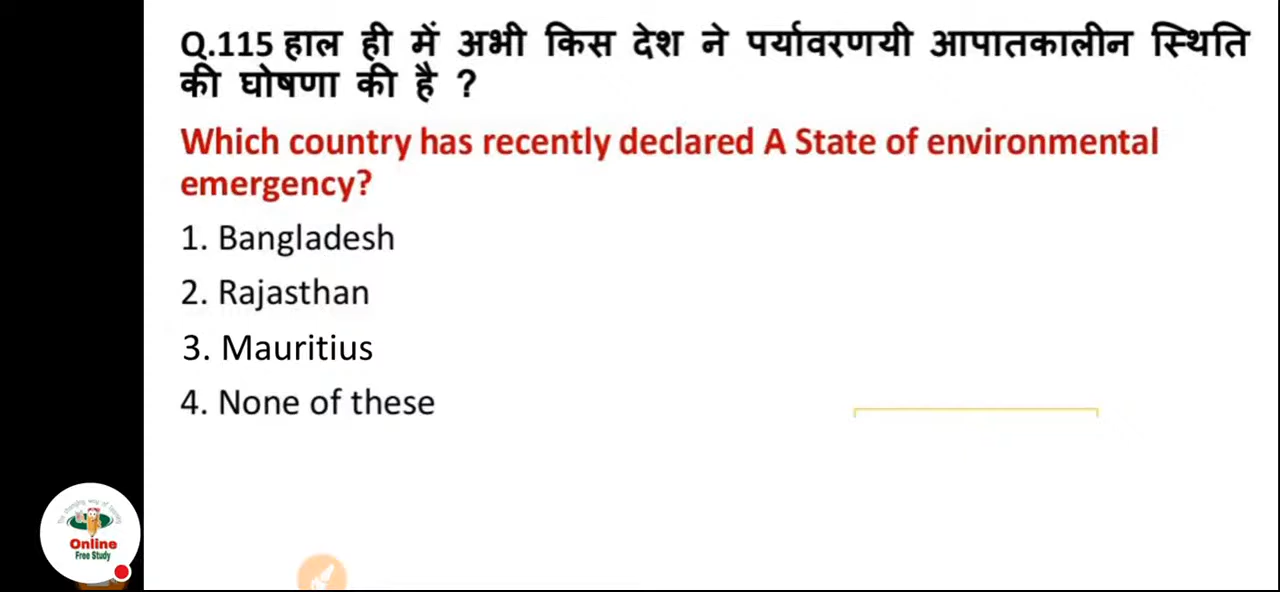 Q.115 हाल ही में अभी किस देश ने पर्यावरणयी आपातकालीन स्थिति
की घोषणा की है ?
Which country has recently declared A State of environmental
emergency?
1. Bangladesh
2. Rajasthan
3. Mauritius
4. None of these
Online
Free Study